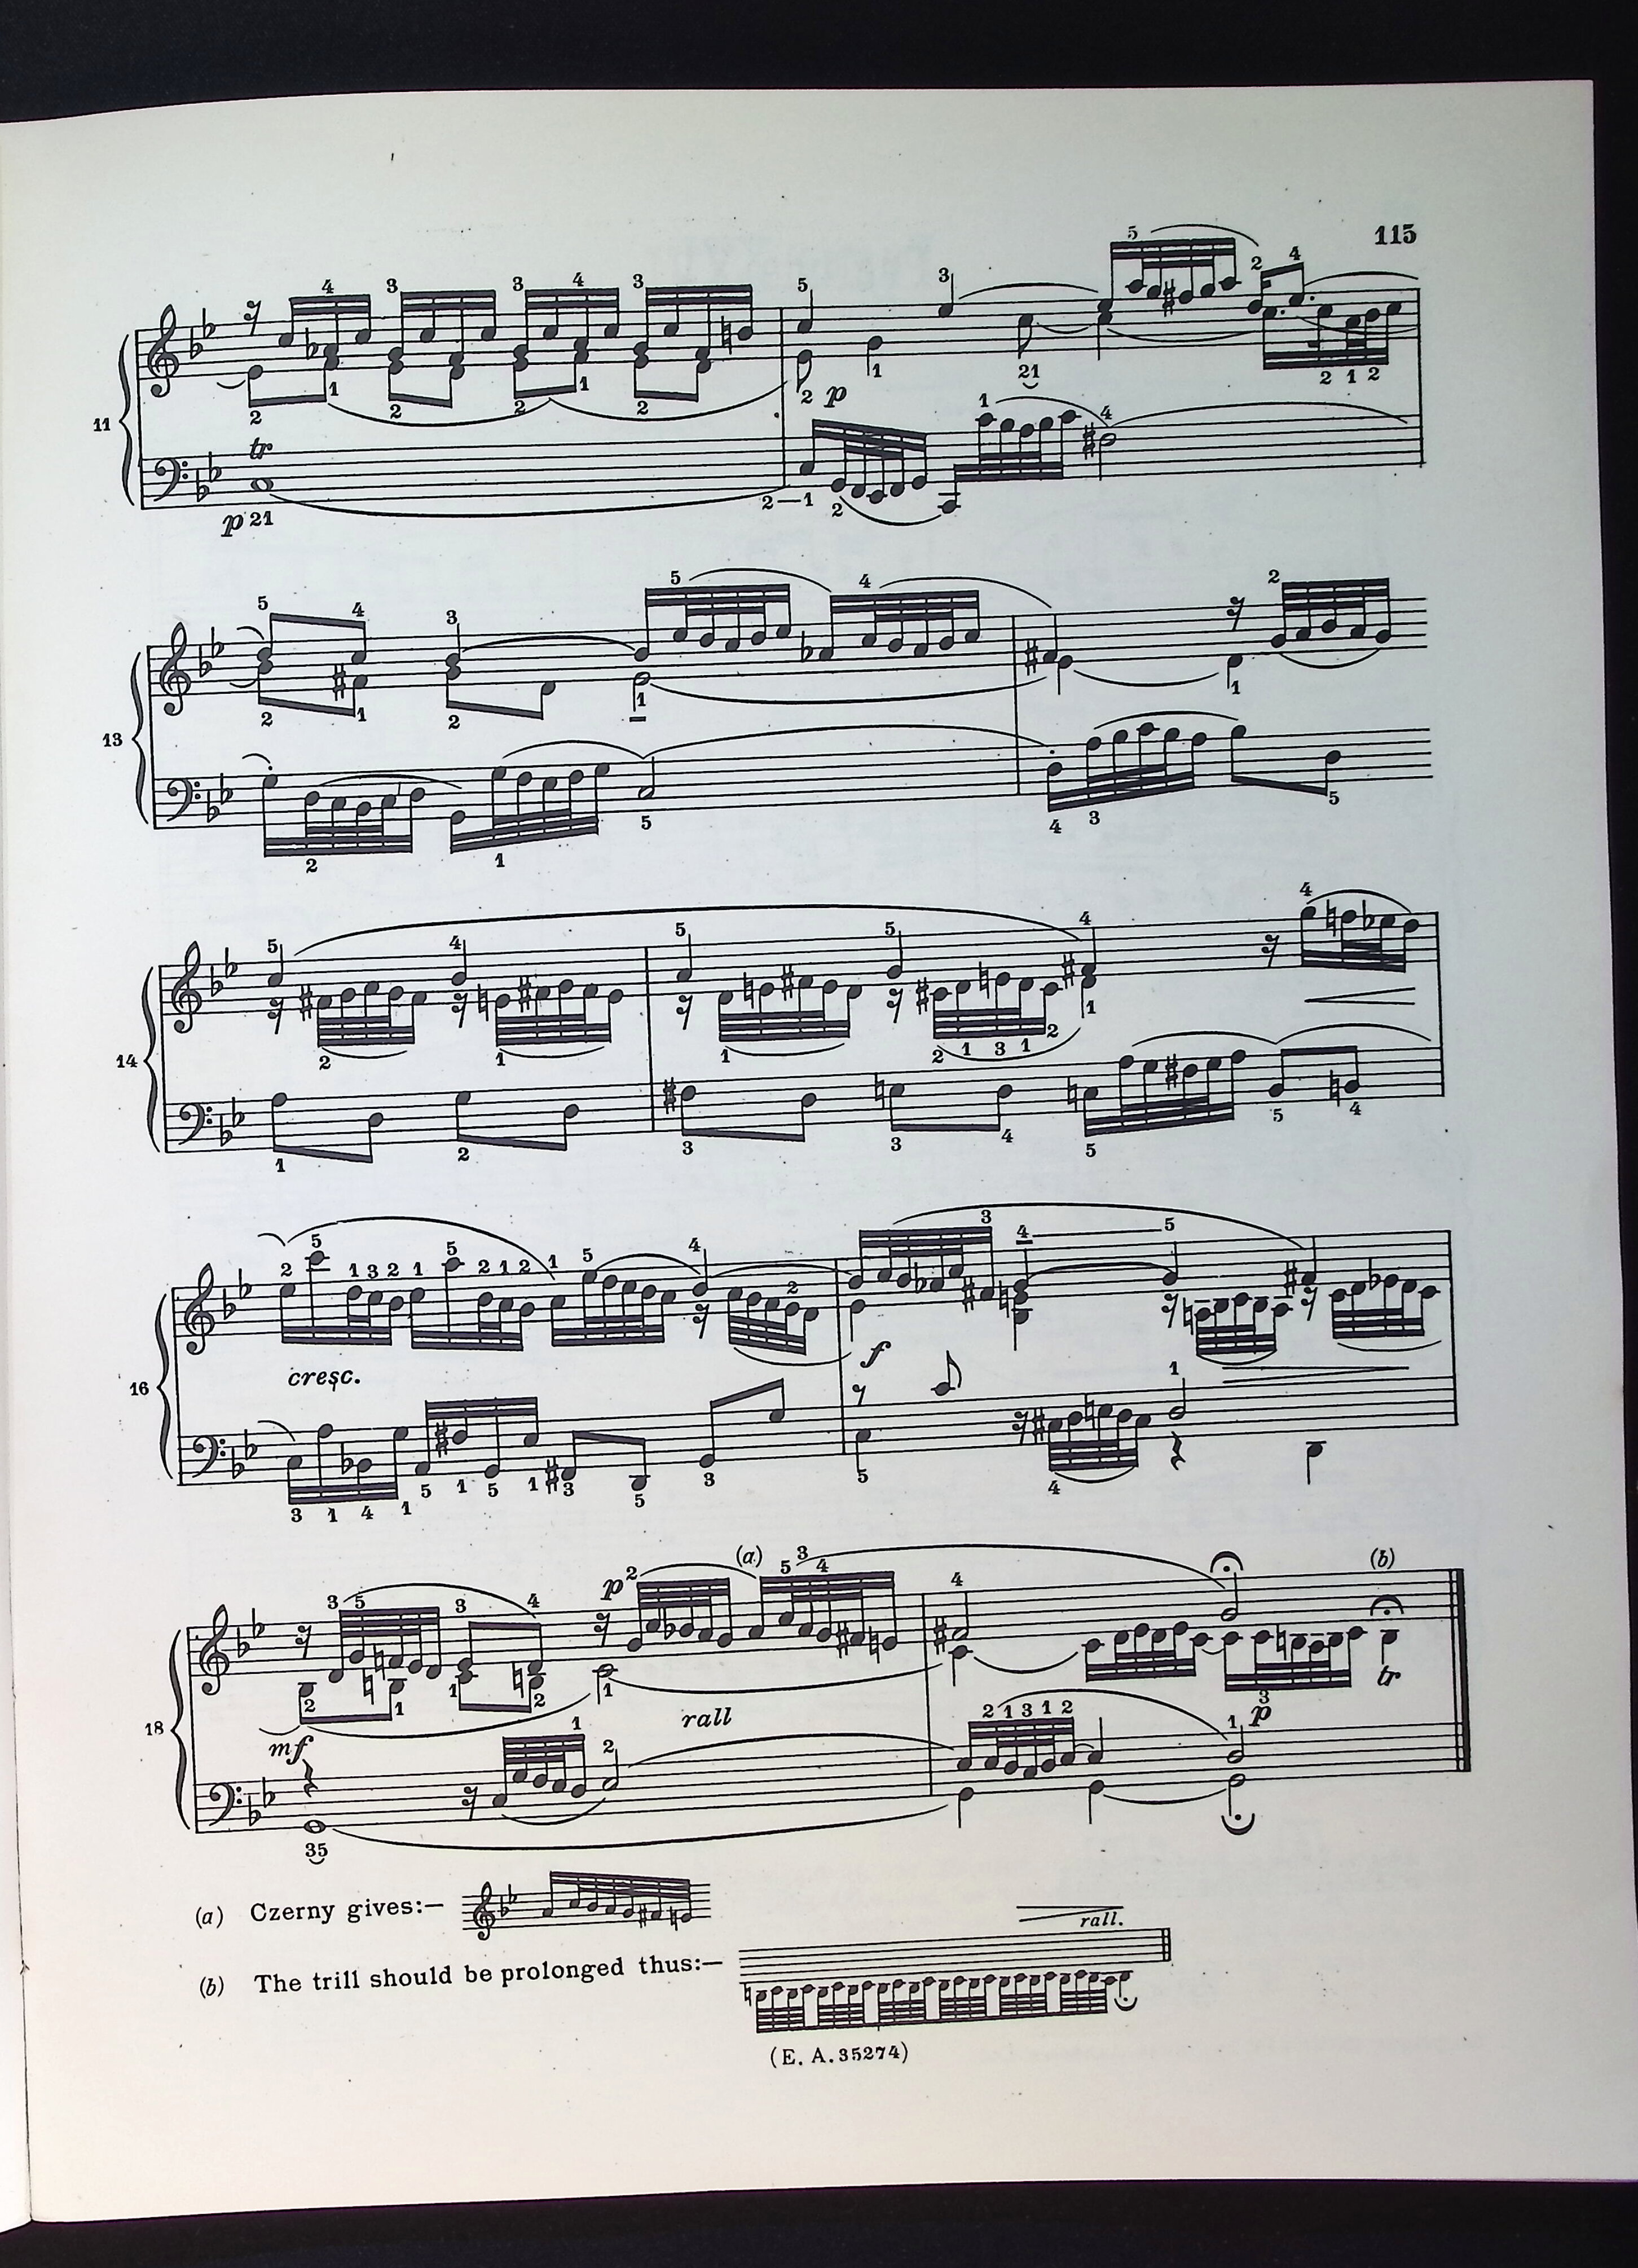 115
11
tr
p
p
13
14
16
cresc.
f
18
(a)
(b)
p
mf
rall
p
tr
(a) Czerny gives:—
(b) The trill should be prolonged thus:—
rall.
(E. A. 35274)